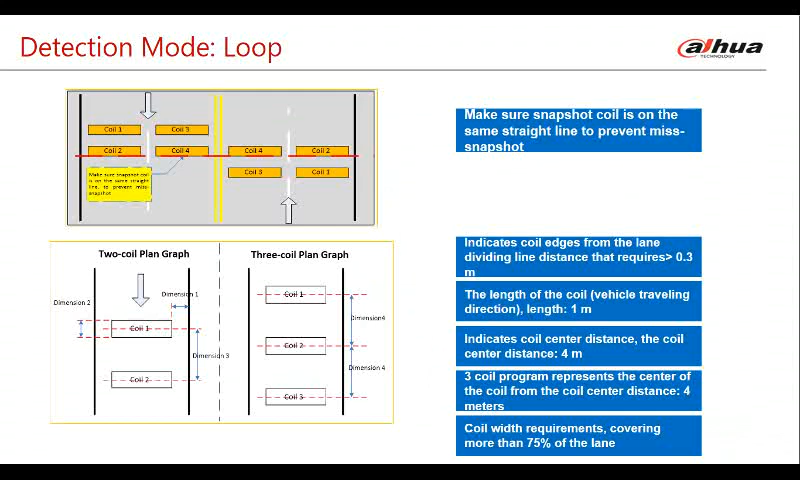 Detection Mode: Loop
alhua
TECHNOLOGY
Coil 1
Coil 3
Coil 2
Coil 4
Coil 4
Coil 2
Coil 3
Coil 1
Make sure snapshot coil
is on the same straight
line, to prevent miss-
snapshot
Make sure snapshot coil is on the
same straight line to prevent miss-
snapshot
Two-coil Plan Graph
Three-coil Plan Graph
Dimension 2
Dimension 1
Coil 1
Dimension 3
Coil 2
Coil 1
Dimension4
Coil 2
Dimension 4
Coil 3
Indicates coil edges from the lane
dividing line distance that requires> 0.3
m
The length of the coil (vehicle traveling
direction), length: 1 m
Indicates coil center distance, the coil
center distance: 4 m
3 coil program represents the center of
the coil from the coil center distance: 4
meters
Coil width requirements, covering
more than 75% of the lane